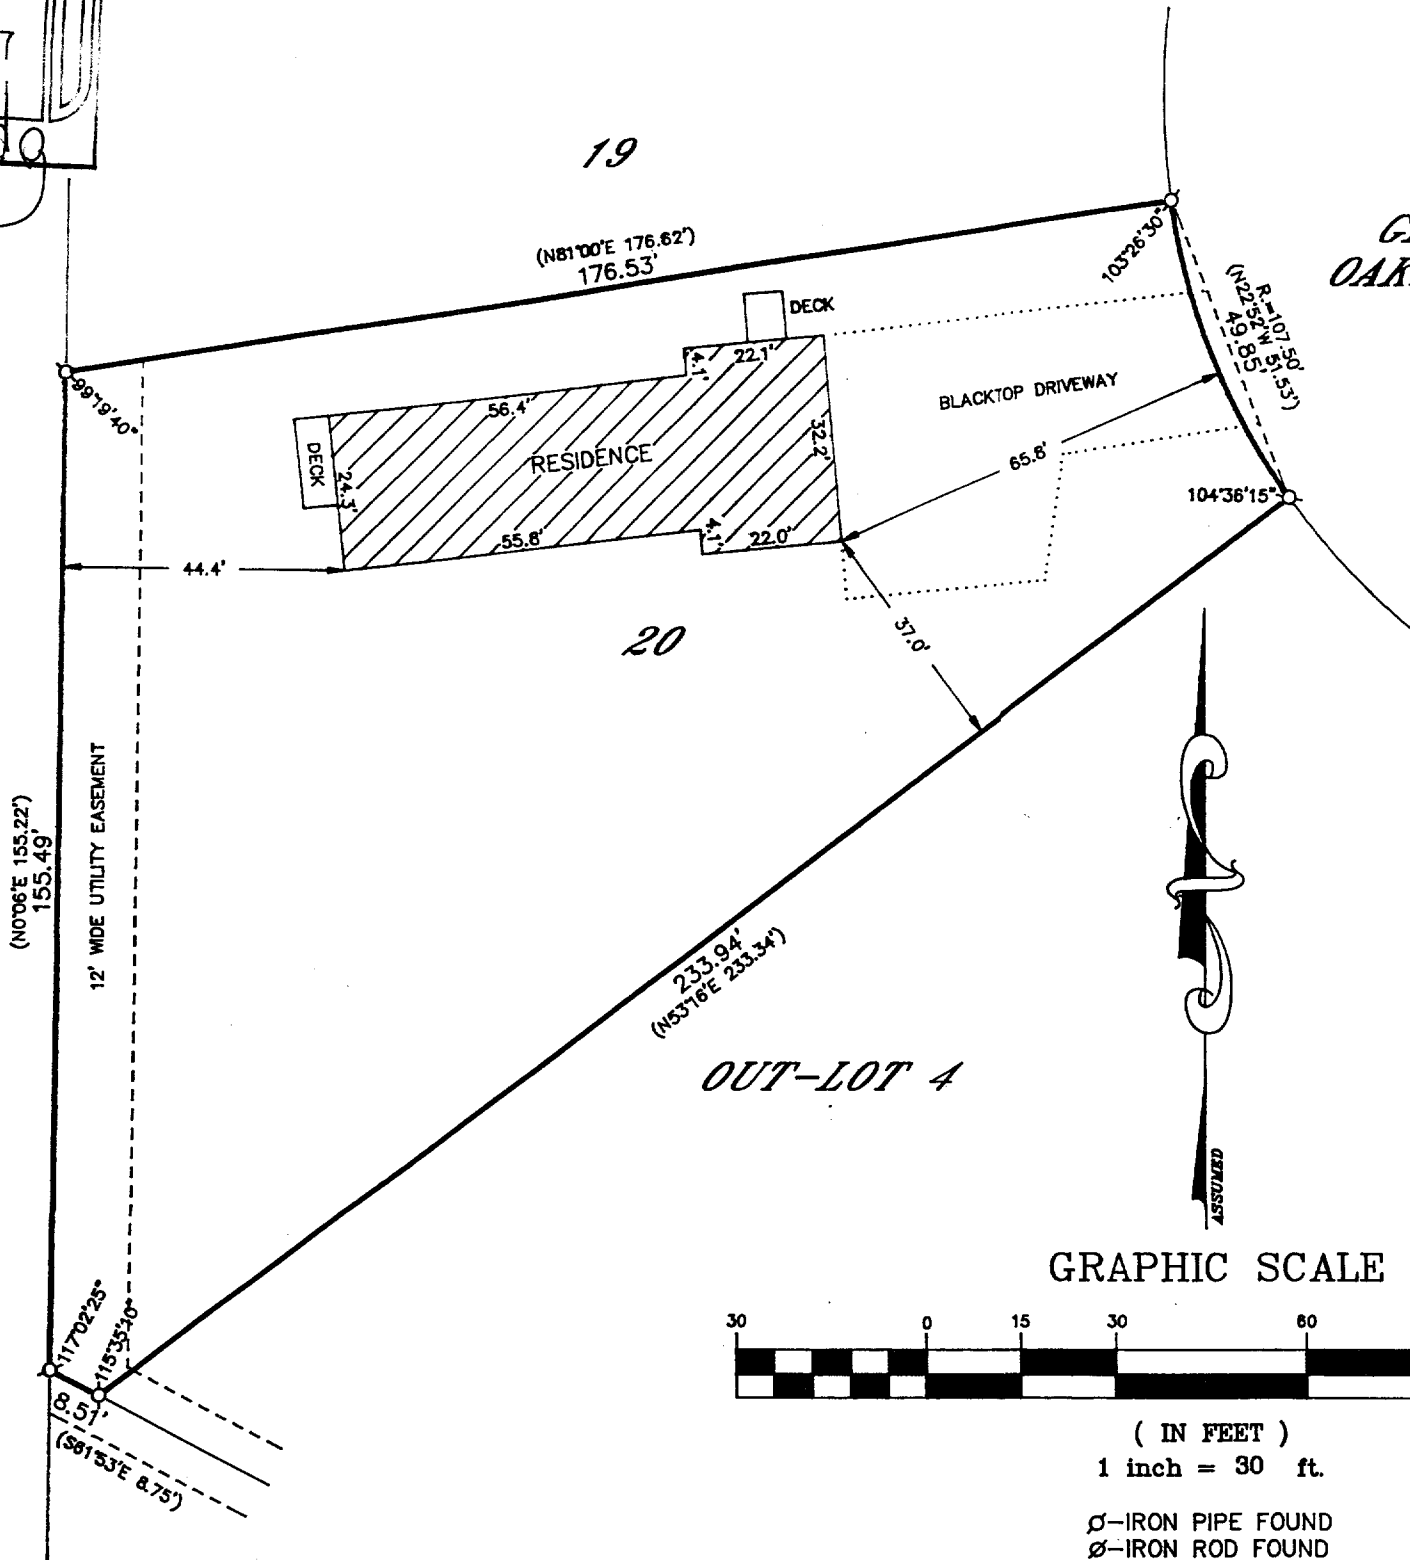 7
19
(N81°00'E 176.62')
176.53'
103°26'30"
OAK
R.=107.50'
(N22°52'W 51.53')
49.85'
DECK
22.1'
4.1'
99°19'40"
56.4'
BLACKTOP DRIVEWAY
32.2'
DECK
RESIDENCE
24.3'
65.8'
104°36'15"
55.8'
4.1'
22.0'
44.4'
20
37.0'
12' WIDE UTILITY EASEMENT
(N0°06'E 155.22')
155.49'
233.94'
(N53°16'E 233.34')
OUT-LOT 4
ASSUMED
117°02'25"
115°35'10"
8.51'
(S61°53'E 8.75')
GRAPHIC SCALE
30 0 15 30 60
( IN FEET )
1 inch = 30 ft.
Ø-IRON PIPE FOUND
Ø-IRON ROD FOUND